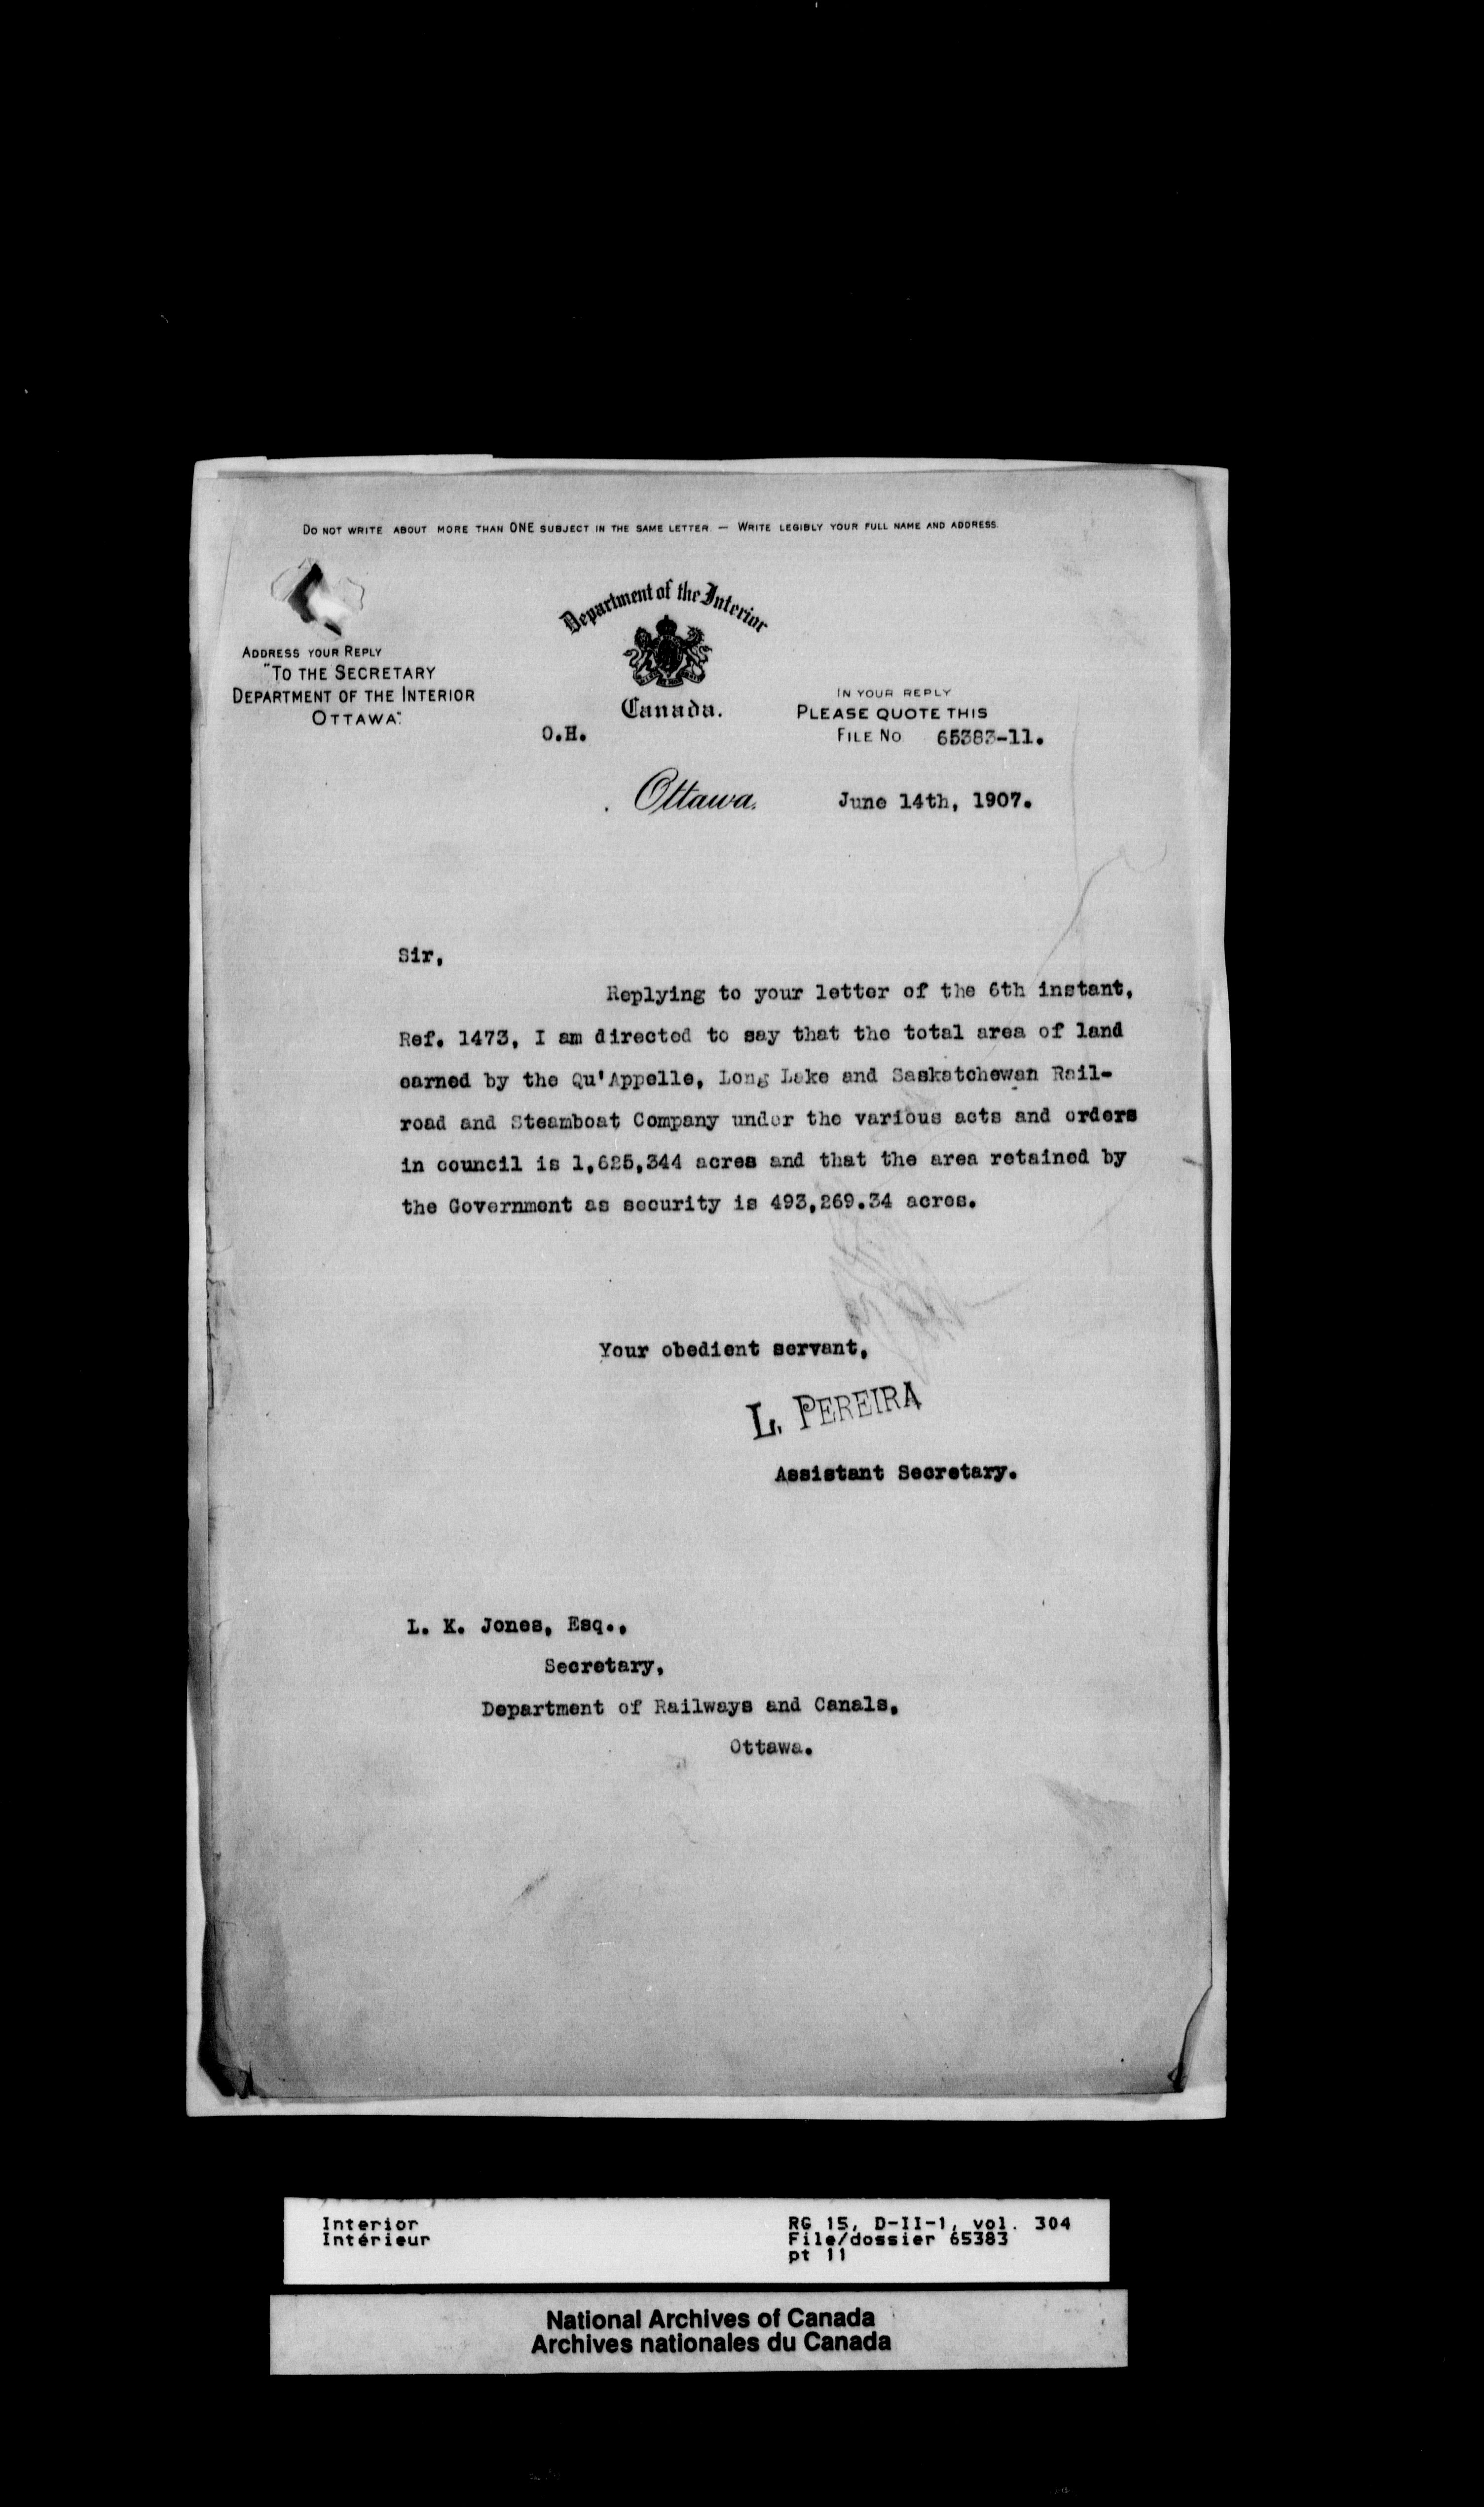 DO NOT WRITE ABOUT MORE THAN ONE SUBJECT IN THE SAME LETTER. — WRITE LEGIBLY YOUR FULL NAME AND ADDRESS.
Department of the Interior
ADDRESS YOUR REPLY
"TO THE SECRETARY
DEPARTMENT OF THE INTERIOR
OTTAWA."
Canada.
O.H.
IN YOUR REPLY
PLEASE QUOTE THIS
FILE NO. 65383-11.
Ottawa, June 14th, 1907.
Sir,
Replying to your letter of the 6th instant,
Ref. 1473, I am directed to say that the total area of land
earned by the Qu'Appelle, Long Lake and Saskatchewan Rail-
road and Steamboat Company under the various acts and orders
in council is 1,625,344 acres and that the area retained by
the Government as security is 493,269.34 acres.
Your obedient servant,
L. PEREIRA
Assistant Secretary.
L. K. Jones, Esq.,
Secretary,
Department of Railways and Canals,
Ottawa.
Interior
Intérieur
RG 15, D-II-1, vol. 304
File/dossier 65383
pt 11
National Archives of Canada
Archives nationales du Canada